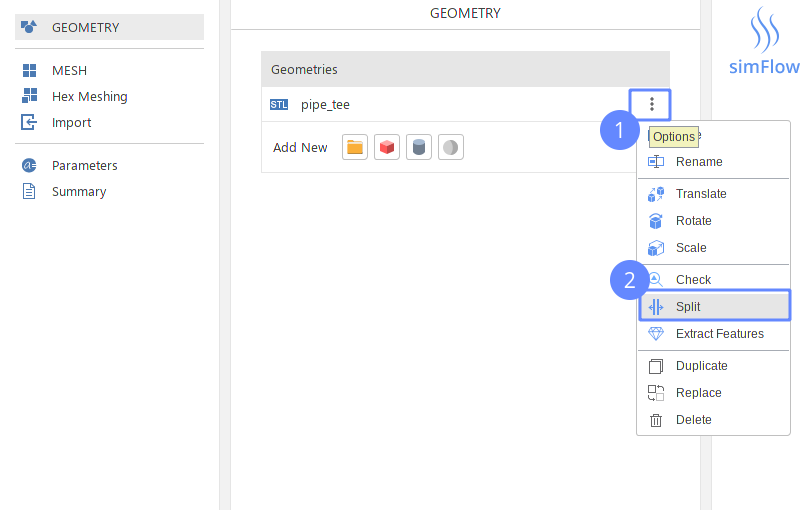 GEOMETRY
MESH
Hex Meshing
Import
Parameters
Summary
GEOMETRY
Geometries
STL pipe_tee
Add New
simFlow
1
Options
Rename
Translate
Rotate
Scale
2
Check
Split
Extract Features
Duplicate
Replace
Delete